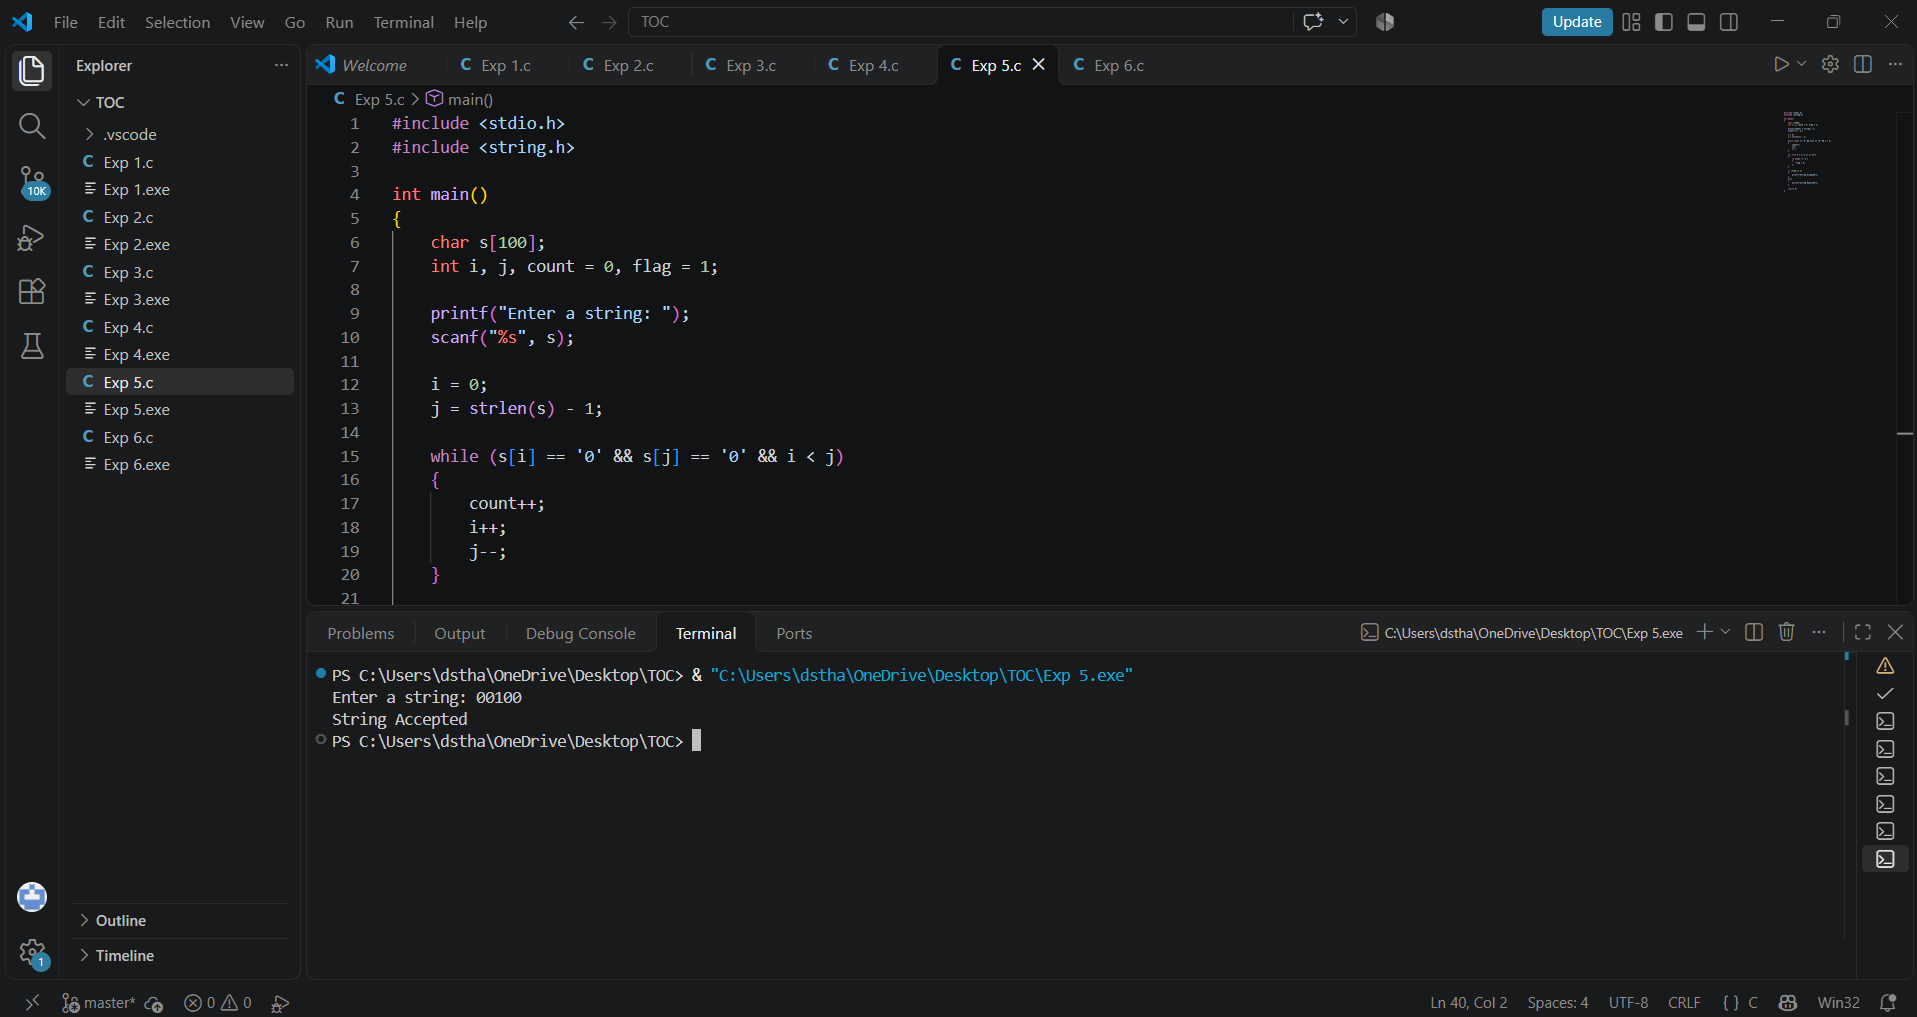 File Edit Selection View Go Run Terminal Help
TOC
Update
Explorer
TOC
.vscode
C Exp 1.c
Exp 1.exe
C Exp 2.c
Exp 2.exe
C Exp 3.c
Exp 3.exe
C Exp 4.c
Exp 4.exe
C Exp 5.c
Exp 5.exe
C Exp 6.c
Exp 6.exe
10K
Outline
Timeline
1
Welcome C Exp 1.c C Exp 2.c C Exp 3.c C Exp 4.c C Exp 5.c C Exp 6.c
C Exp 5.c > main()
1 #include <stdio.h>
2 #include <string.h>
3
4 int main()
5 {
6 char s[100];
7 int i, j, count = 0, flag = 1;
8
9 printf("Enter a string: ");
10 scanf("%s", s);
11
12 i = 0;
13 j = strlen(s) - 1;
14
15 while (s[i] == '0' && s[j] == '0' && i < j)
16 {
17 count++;
18 i++;
19 j--;
20 }
21
Problems Output Debug Console Terminal Ports
C:\Users\dstha\OneDrive\Desktop\TOC\Exp 5.exe
PS C:\Users\dstha\OneDrive\Desktop\TOC> & "C:\Users\dstha\OneDrive\Desktop\TOC\Exp 5.exe"
Enter a string: 00100
String Accepted
PS C:\Users\dstha\OneDrive\Desktop\TOC>
master* 0 0
Ln 40, Col 2 Spaces: 4 UTF-8 CRLF { } C Win32